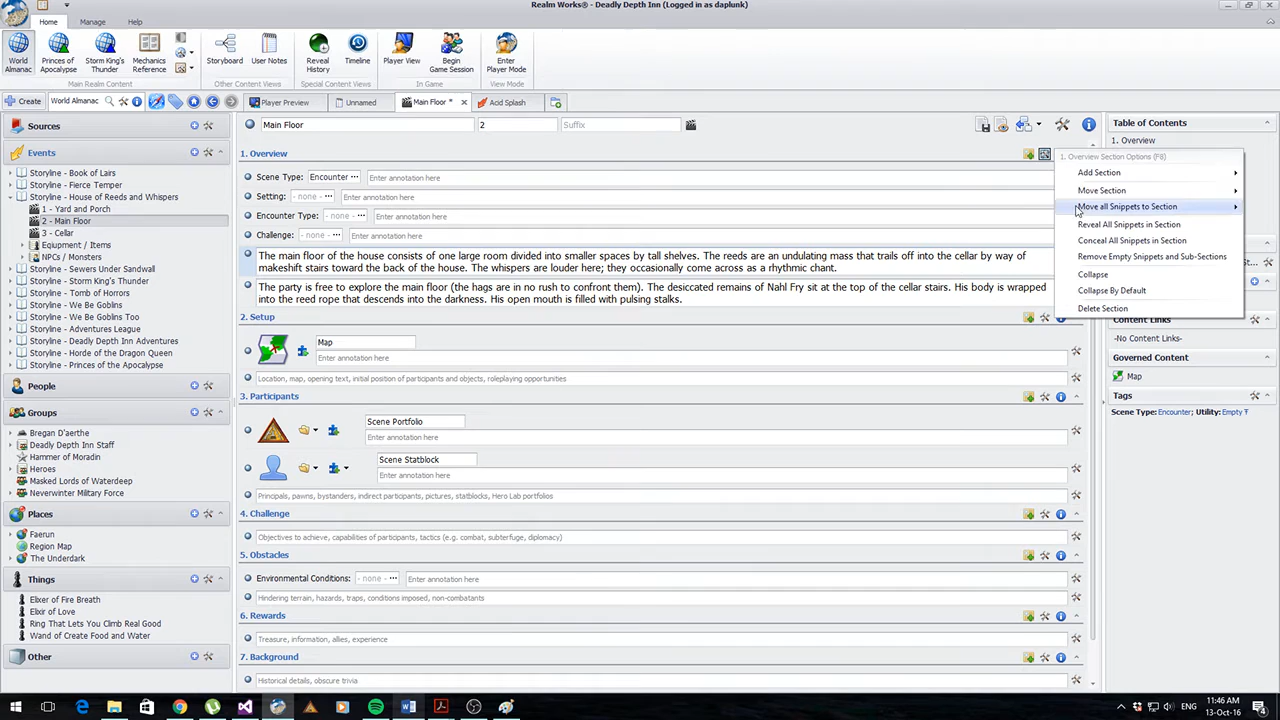 Realm Works® - Deadly Depth Inn (Logged in as daplunk)
Home
Manage
Help
World
Almanac
Princes of
Apocalypse
Storm King's
Thunder
Mechanics
Reference
Main Realm Content
Storyboard
User Notes
Other Content Views
Reveal
History
Timeline
Special Content Views
Player View
Begin
Game Session
In Game
Enter
Player Mode
View Mode
Create
World Almanac
Player Preview
Unnamed
Main Floor *
Acid Splash
Sources
Events
Storyline - Book of Lairs
Storyline - Fierce Temper
Storyline - House of Reeds and Whispers
1 - Yard and Porch
2 - Main Floor
3 - Cellar
Eqiupment / Items
NPCs / Monsters
Storyline - Sewers Under Sandwall
Storyline - Storm King's Thunder
Storyline - Tomb of Horrors
Storyline - We Be Goblins
Storyline - We Be Goblins Too
Storyline - Adventures League
Storyline - Deadly Depth Inn Adventures
Storyline - Horde of the Dragon Queen
Storyline - Princes of the Apocalypse
People
Groups
Bregan D'aerthe
Deadly Depth Inn Staff
Hammer of Moradin
Heroes
Masked Lords of Waterdeep
Neverwinter Military Force
Places
Faerun
Region Map
The Underdark
Things
Elixer of Fire Breath
Elixir of Love
Ring That Lets You Climb Real Good
Wand of Create Food and Water
Other
Main Floor
2
Suffix
1. Overview
Scene Type: Encounter ··· Enter annotation here
Setting: - none - ··· Enter annotation here
Encounter Type: - none - ··· Enter annotation here
Challenge: - none - ··· Enter annotation here
The main floor of the house consists of one large room divided into smaller spaces by tall shelves. The reeds are an undulating mass that trails off into the cellar by way of
makeshift stairs toward the back of the house. The whispers are louder here; they occasionally come across as a rhythmic chant.
The party is free to explore the main floor (the hags are in no rush to confront them). The desiccated remains of Nahl Fry sit at the top of the cellar stairs. His body is wrapped
into the reed rope that descends into the darkness. His open mouth is filled with pulsing stalks.
2. Setup
Map
Enter annotation here
Location, map, opening text, initial position of participants and objects, roleplaying opportunities
3. Participants
Scene Portfolio
Enter annotation here
Scene Statblock
Enter annotation here
Principals, pawns, bystanders, indirect participants, pictures, statblocks, Hero Lab portfolios
4. Challenge
Objectives to achieve, capabilities of participants, tactics (e.g. combat, subterfuge, diplomacy)
5. Obstacles
Environmental Conditions: - none - ··· Enter annotation here
Hindering terrain, hazards, traps, conditions imposed, non-combatants
6. Rewards
Treasure, information, allies, experience
7. Background
Historical details, obscure trivia
Table of Contents
1. Overview
1. Overview Section Options (F8)
Add Section
Move Section
Move all Snippets to Section
Reveal All Snippets in Section
Conceal All Snippets in Section
Remove Empty Snippets and Sub-Sections
Collapse
Collapse By Default
Delete Section
Content Links
-No Content Links-
Governed Content
Map
Tags
Scene Type: Encounter; Utility: Empty
ENG
11:46 AM
13-Oct-16